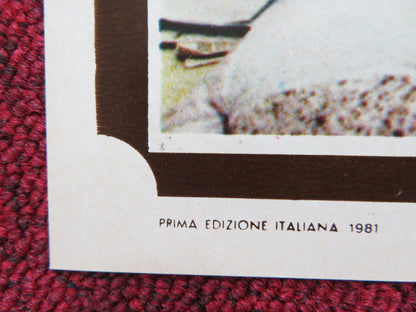 PRIMA EDIZIONE ITALIANA 1981